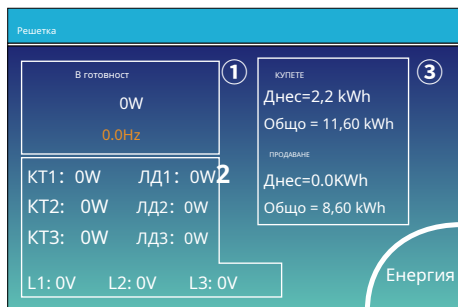 Решетка
В готовност
①
0W
0.0Hz
КТ1: 0W ЛД1: 0W
2
КТ2: 0W ЛД2: 0W
КТ3: 0W ЛД3: 0W
L1: 0V L2: 0V L3: 0V
③
КУПЕТЕ
Днес=2,2 kWh
Общо = 11,60 kWh
ПРОДАВАНЕ
Днес=0.0KWh
Общо = 8,60 kWh
Енергия